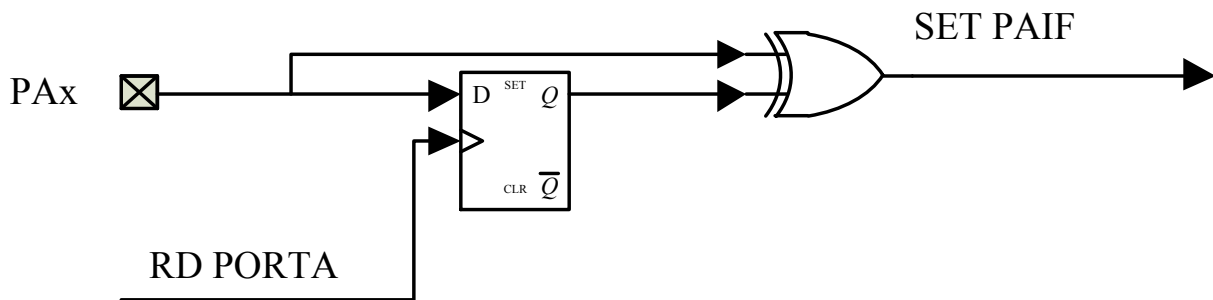 SET PAIF
PAx
D SET Q
CLR Q̅
RD PORTA